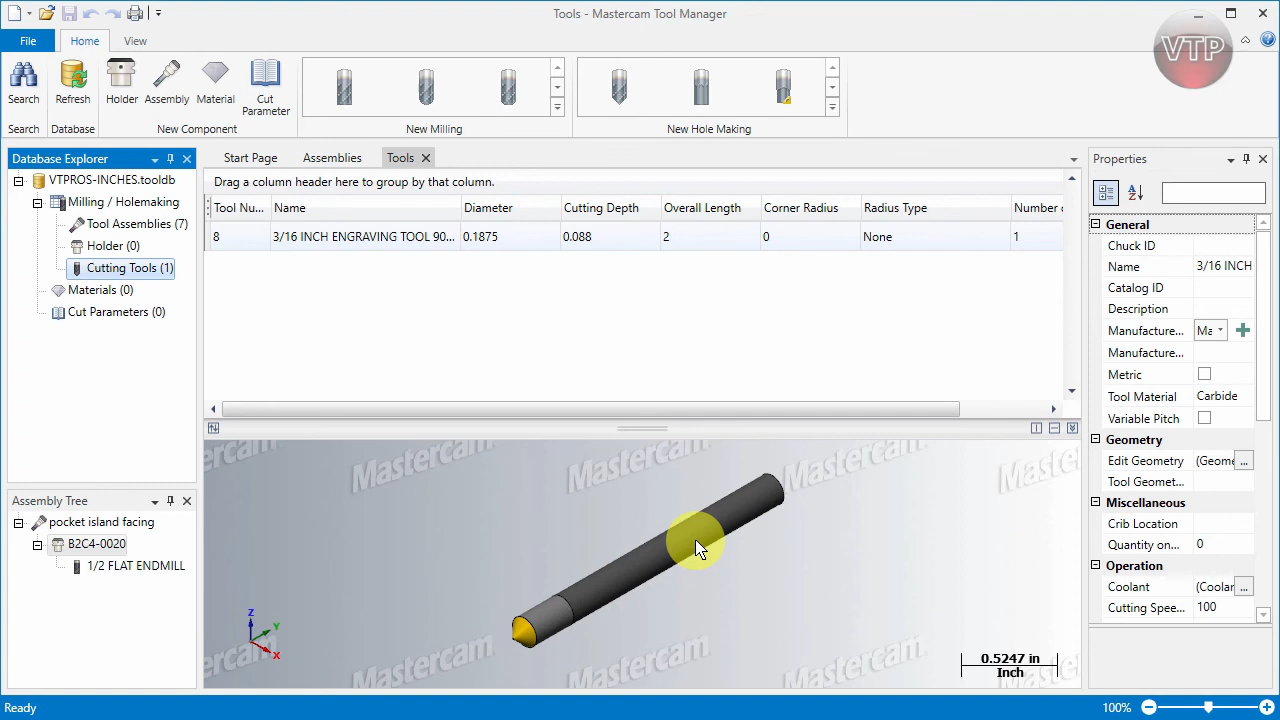 Tools - Mastercam Tool Manager
VTP
File
Home
View
Search
Refresh
Holder
Assembly
Material
Cut
Parameter
Search
Database
New Component
New Milling
New Hole Making
Database Explorer
VTPROS-INCHES.tooldb
Milling / Holemaking
Tool Assemblies (7)
Holder (0)
Cutting Tools (1)
Materials (0)
Cut Parameters (0)
Assembly Tree
pocket island facing
B2C4-0020
1/2 FLAT ENDMILL
Start Page
Assemblies
Tools
Drag a column header here to group by that column.
Tool Nu... Name Diameter Cutting Depth Overall Length Corner Radius Radius Type Number
8 3/16 INCH ENGRAVING TOOL 90... 0.1875 0.088 2 0 None 1
Mastercam Mastercam
Mastercam Mastercam
Z
Y
X
0.5247 in
Inch
Properties
A
Z
General
Chuck ID
Name 3/16 INCH
Catalog ID
Description
Manufacture... Ma
Manufacture...
Metric
Tool Material Carbide
Variable Pitch
Geometry
Edit Geometry (Geome ...
Tool Geomet...
Miscellaneous
Crib Location
Quantity on... 0
Operation
Coolant (Coolar ...
Cutting Spee... 100
Ready
100%